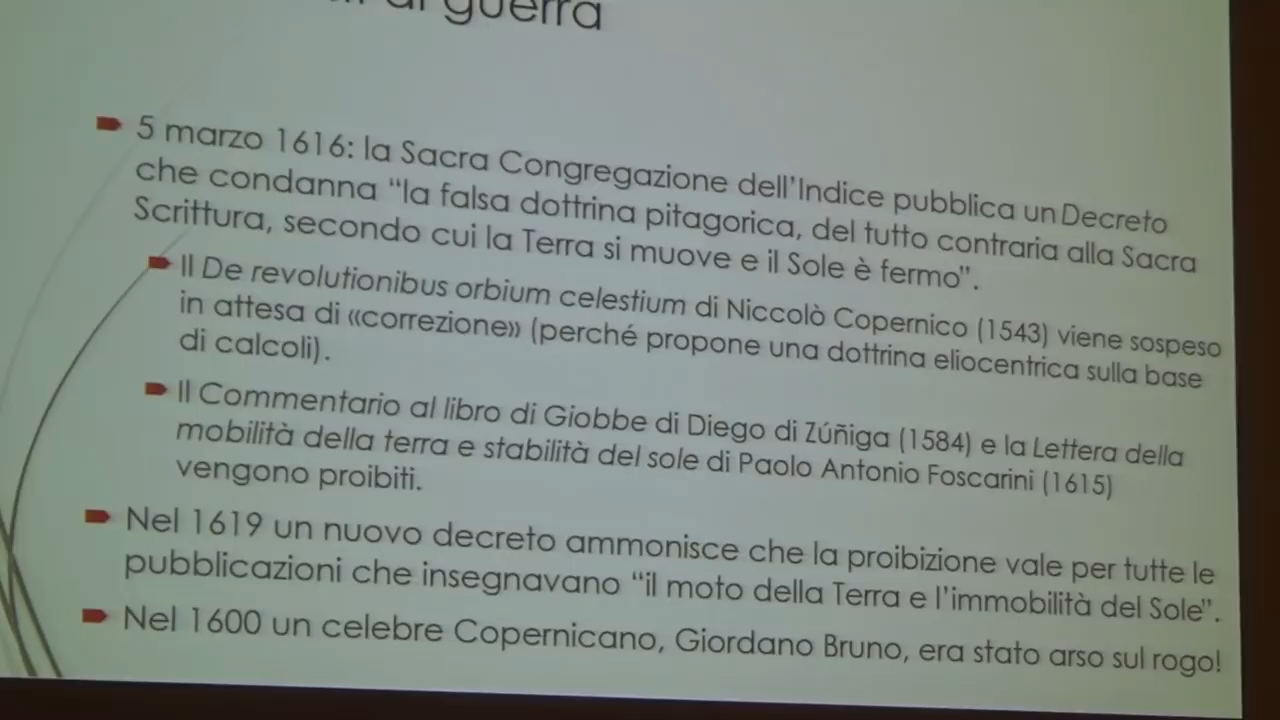 di guerra
5 marzo 1616: la Sacra Congregazione dell'Indice pubblica un Decreto
che condanna "la falsa dottrina pitagorica, del tutto contraria alla Sacra
Scrittura, secondo cui la Terra si muove e il Sole è fermo".
Il De revolutionibus orbium celestium di Niccolò Copernico (1543) viene sospeso
in attesa di «correzione» (perché propone una dottrina eliocentrica sulla base
di calcoli).
Il Commentario al libro di Giobbe di Diego di Zúñiga (1584) e la Lettera della
mobilità della terra e stabilità del sole di Paolo Antonio Foscarini (1615)
vengono proibiti.
Nel 1619 un nuovo decreto ammonisce che la proibizione vale per tutte le
pubblicazioni che insegnavano "il moto della Terra e l'immobilità del Sole".
Nel 1600 un celebre Copernicano, Giordano Bruno, era stato arso sul rogo!